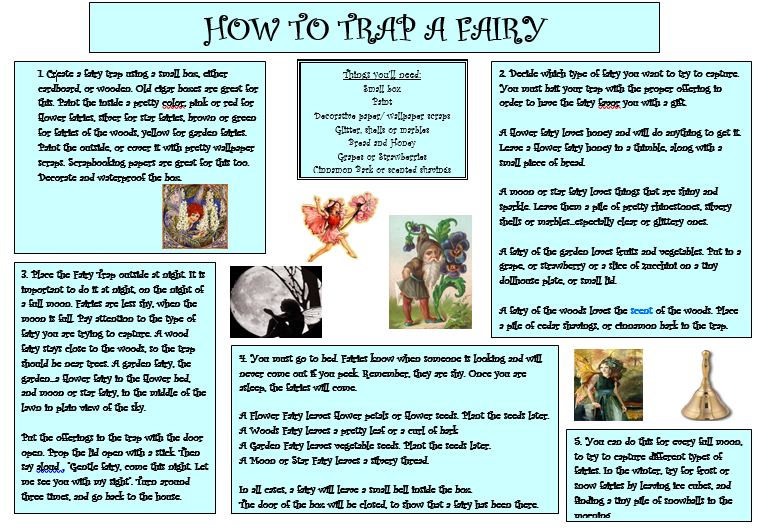 HOW TO TRAP A FAIRY
1. Create a fairy trap using a small box, either
cardboard, or wooden. Old cigar boxes are great for
this. Paint the inside a pretty color, pink or red for
flower fairies, silver for star fairies, brown or green
for fairies of the woods, yellow for garden fairies.
Paint the outside, or cover it with pretty wallpaper
scraps. Scrapbooking papers are great for this too.
Decorate and waterproof the box.
Things you'll need:
Small box
Paint
Decorative paper/ wallpaper scraps
Glitter, shells or marbles
Bread and Honey
Grapes or Strawberries
Cinnamon Bark or scented shavings
2. Decide which type of fairy you want to try to capture.
You must bait your trap with the proper offering in
order to have the fairy favor you with a gift.
A flower fairy loves honey and will do anything to get it.
Leave a flower fairy honey in a thimble, along with a
small piece of bread.
A moon or star fairy loves things that are shiny and
sparkle. Leave them a pile of pretty rhinestones, silvery
shells or marbles...especially clear or glittery ones.
A fairy of the garden loves fruits and vegetables. Put in a
grape, or strawberry or a slice of zucchini on a tiny
dollhouse plate, or small lid.
A fairy of the woods loves the scent of the woods. Place
a pile of cedar shavings, or cinnamon bark in the trap.
3. Place the Fairy Trap outside at night. It is
important to do it at night, on the night of
a full moon. Fairies are less shy, when the
moon is full. Pay attention to the type of
fairy you are trying to capture. A wood
fairy stays close to the woods, so the trap
should be near trees. A garden fairy, the
garden...a flower fairy in the flower bed,
and moon or star fairy, in the middle of the
lawn in plain view of the sky.
Put the offerings in the trap with the door
open. Prop the lid open with a stick. Then
say aloud, "Gentle fairy, come this night. Let
me see you with my sight". Turn around
three times, and go back to the house.
4. You must go to bed. Fairies know when someone is looking and will
never come out if you peek. Remember, they are shy. Once you are
asleep, the fairies will come.
A Flower Fairy leaves flower petals or flower seeds. Plant the seeds later.
A Woods Fairy leaves a pretty leaf or a curl of bark
A Garden Fairy leaves vegetable seeds. Plant the seeds later.
A Moon or Star Fairy leaves a silvery thread.
In all cases, a fairy will leave a small bell inside the box.
The door of the box will be closed, to show that a fairy has been there.
5. You can do this for every full moon,
to try to capture different types of
fairies. In the winter, try for frost or
snow fairies by leaving ice cubes, and
finding a tiny pile of snowballs in the
morning